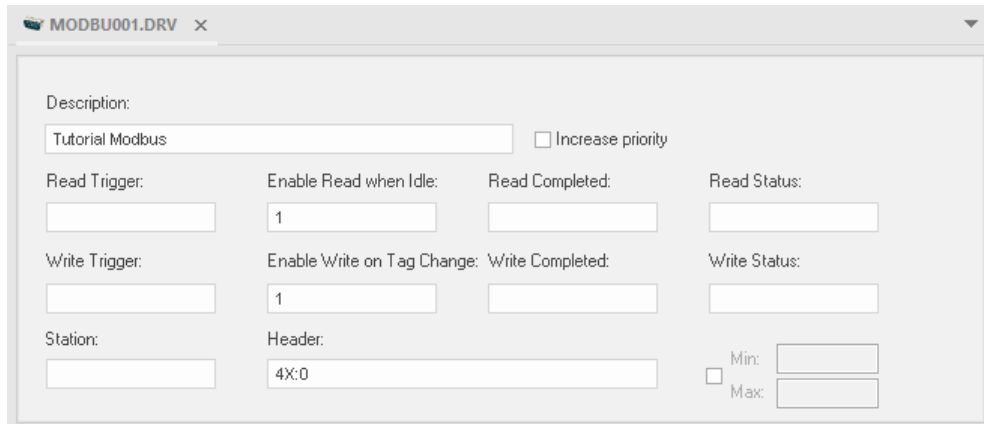 MODBU001.DRV
Description:
Tutorial Modbus
Increase priority
Read Trigger: Enable Read when Idle: Read Completed: Read Status:
1
Write Trigger: Enable Write on Tag Change: Write Completed: Write Status:
1
Station: Header:
4X:0
Min:
Max: